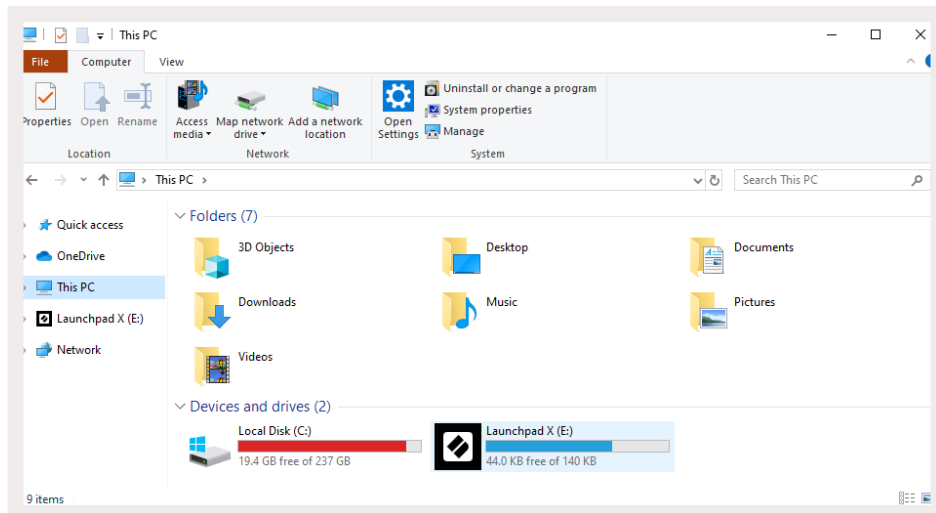 This PC
File Computer View
Properties Open Rename Access media Map network drive Add a network location Open Settings Uninstall or change a program
System properties
Manage
Location Network System
This PC Search This PC
Quick access
OneDrive
This PC
Launchpad X (E:)
Network
Folders (7)
3D Objects Desktop Documents
Downloads Music Pictures
Videos
Devices and drives (2)
Local Disk (C:) Launchpad X (E:)
19.4 GB free of 237 GB 44.0 KB free of 140 KB
9 items